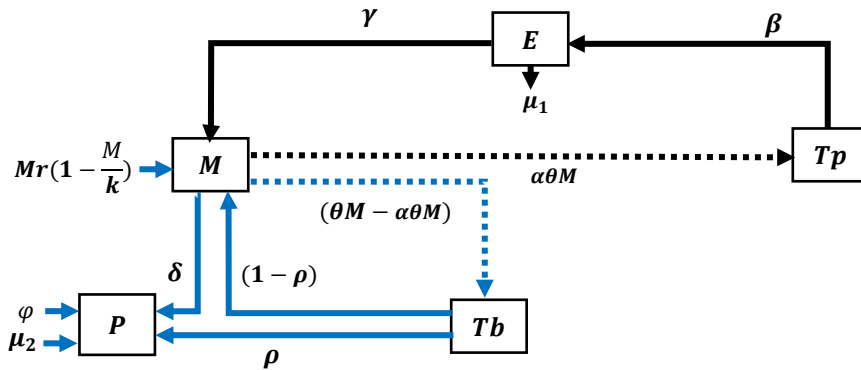 γ
E
β
μ₁
Mr(1 − M/k)
M
αθM
Tp
(θM − αθM)
δ
(1 − ρ)
φ
μ₂
P
Tb
ρ